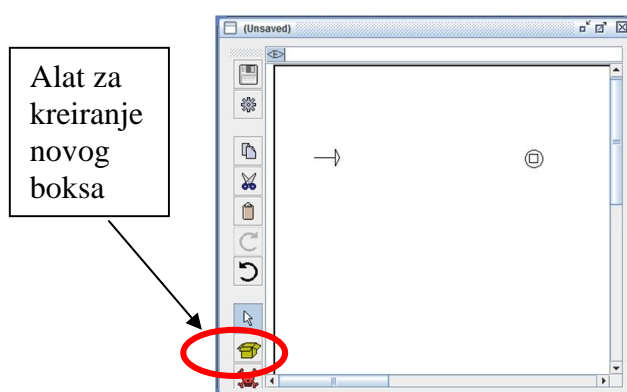 Alat za
kreiranje
novog
boksa
(Unsaved)
<E>